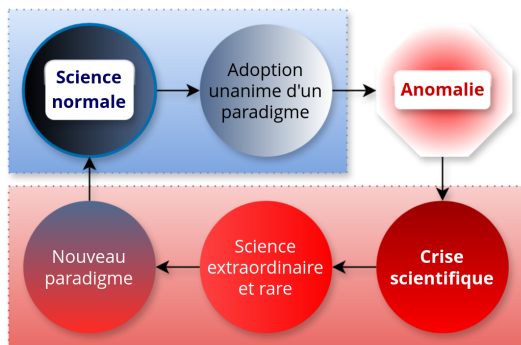 Science
normale
Adoption
unanime d'un
paradigme
Anomalie
Nouveau
paradigme
Science
extraordinaire
et rare
Crise
scientifique